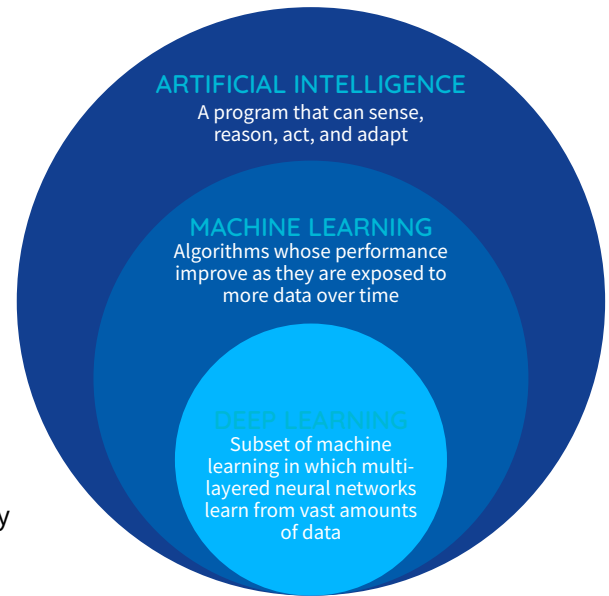 ARTIFICIAL INTELLIGENCE
A program that can sense,
reason, act, and adapt
MACHINE LEARNING
Algorithms whose performance
improve as they are exposed to
more data over time
DEEP LEARNING
Subset of machine
learning in which multi-
layered neural networks
learn from vast amounts
of data
y